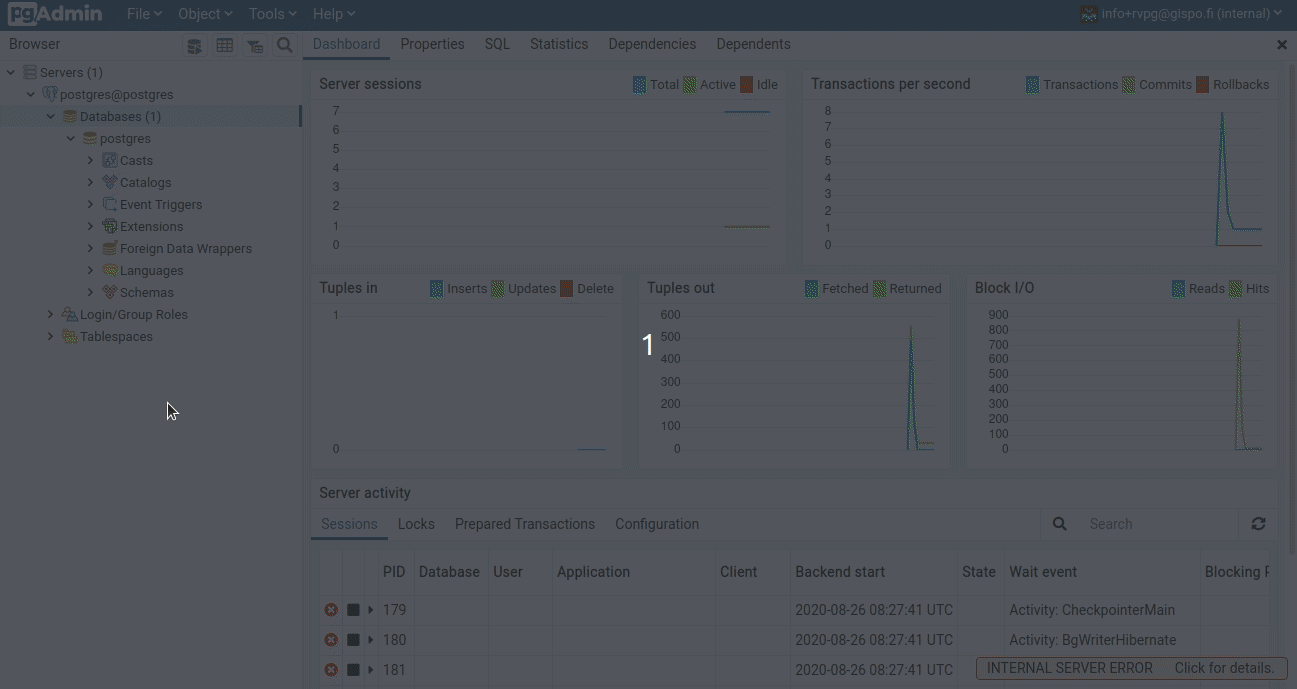 pgAdmin File Object Tools Help info+rvpg@gispo.fi (internal)
Browser Dashboard Properties SQL Statistics Dependencies Dependents
Servers (1)
postgres@postgres
Databases (1)
postgres
Casts
Catalogs
Event Triggers
Extensions
Foreign Data Wrappers
Languages
Schemas
Login/Group Roles
Tablespaces
Server sessions Total Active Idle
7
6
5
4
3
2
1
0
Transactions per second Transactions Commits Rollbacks
8
7
6
5
4
3
2
1
0
Tuples in Inserts Updates Delete
1
0
Tuples out Fetched Returned
600
500
400
300
200
100
0
1
Block I/O Reads Hits
900
800
700
600
500
400
300
200
100
0
Server activity
Sessions Locks Prepared Transactions Configuration Search
PID Database User Application Client Backend start State Wait event Blocking P
179 2020-08-26 08:27:41 UTC Activity: CheckpointerMain
180 2020-08-26 08:27:41 UTC Activity: BgWriterHibernate
181 2020-08-26 08:27:41 UTC
INTERNAL SERVER ERROR Click for details.